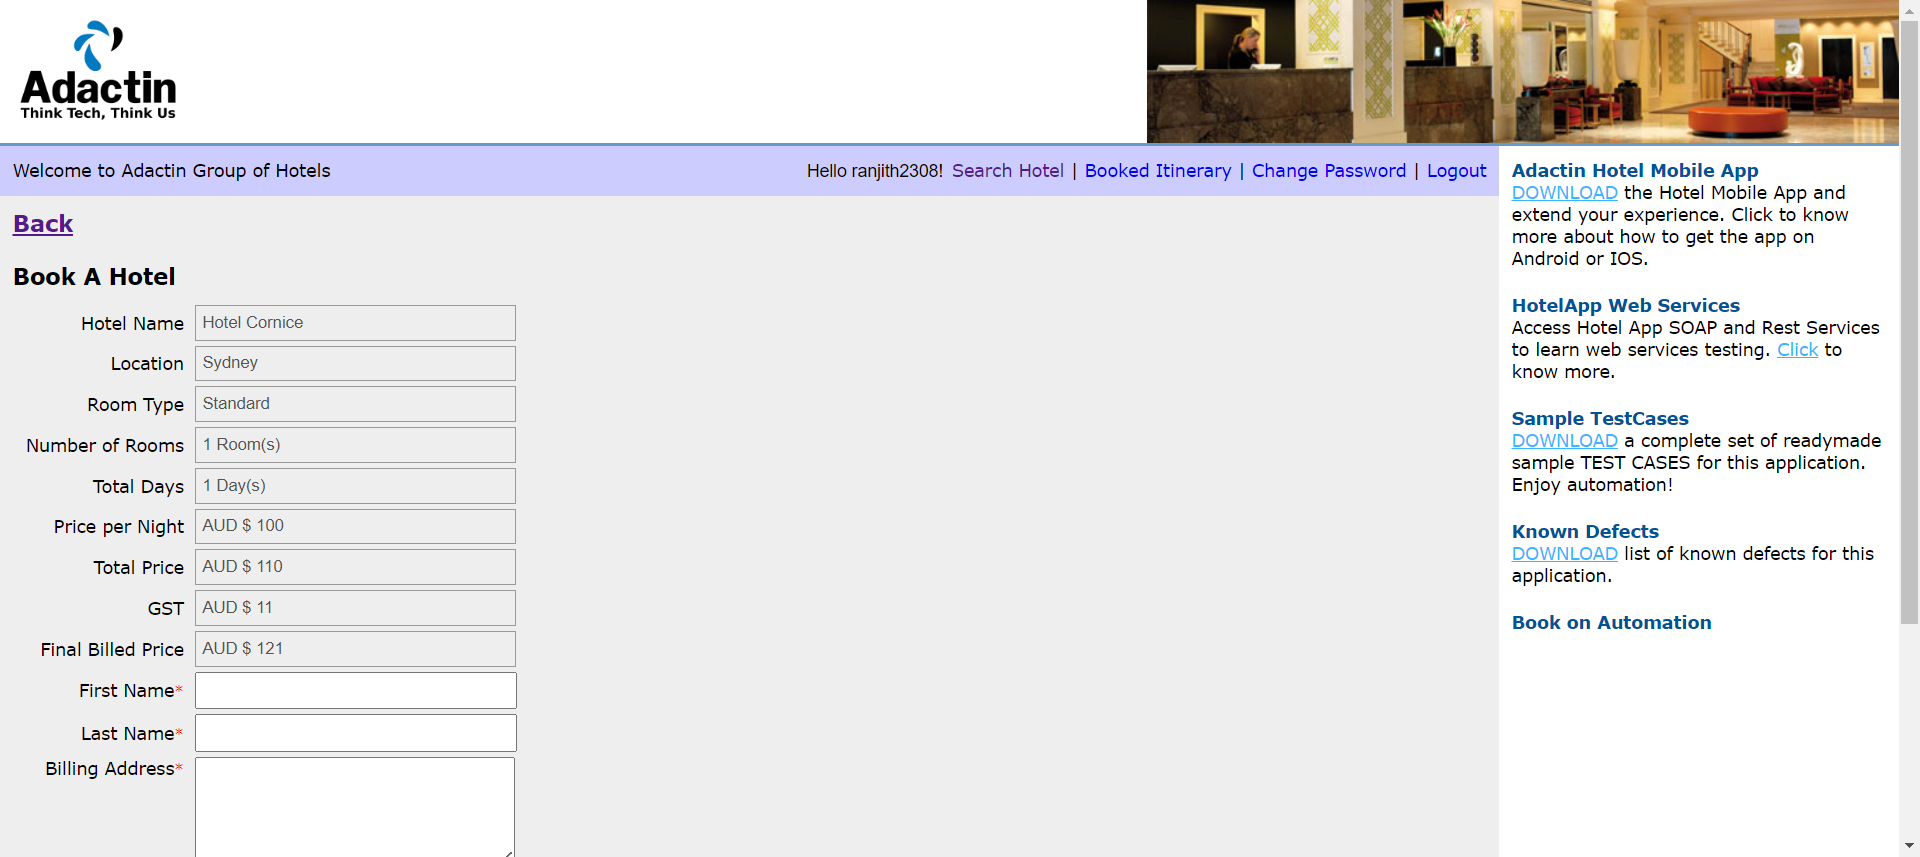 Adactin
Think Tech, Think Us
Welcome to Adactin Group of Hotels
Hello ranjith2308! Search Hotel | Booked Itinerary | Change Password | Logout
Back
Book A Hotel
Hotel Name Hotel Cornice
Location Sydney
Room Type Standard
Number of Rooms 1 Room(s)
Total Days 1 Day(s)
Price per Night AUD $ 100
Total Price AUD $ 110
GST AUD $ 11
Final Billed Price AUD $ 121
First Name*
Last Name*
Billing Address*
Adactin Hotel Mobile App
DOWNLOAD the Hotel Mobile App and
extend your experience. Click to know
more about how to get the app on
Android or IOS.
HotelApp Web Services
Access Hotel App SOAP and Rest Services
to learn web services testing. Click to
know more.
Sample TestCases
DOWNLOAD a complete set of readymade
sample TEST CASES for this application.
Enjoy automation!
Known Defects
DOWNLOAD list of known defects for this
application.
Book on Automation